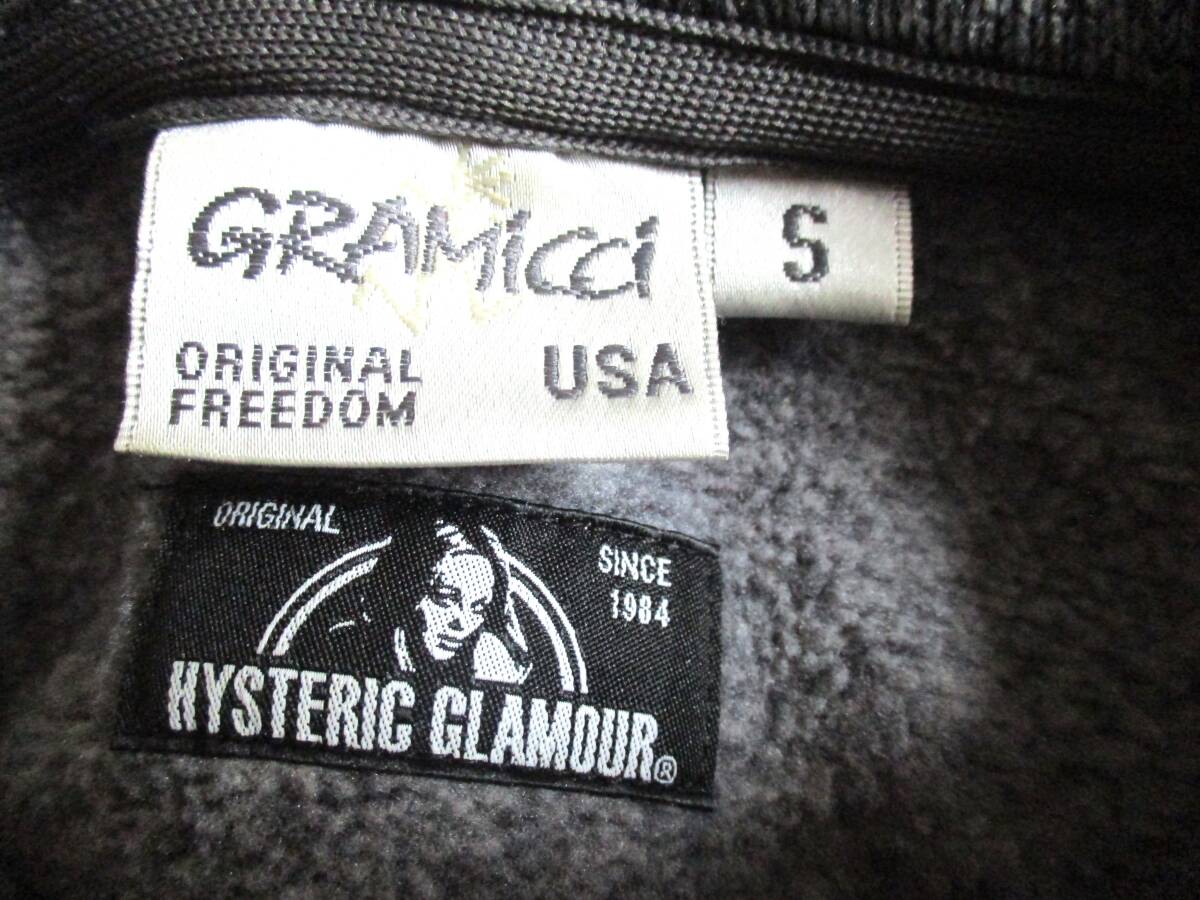 GRAMicci
S
ORIGINAL
FREEDOM
USA
ORIGINAL
SINCE
1984
HYSTERIC GLAMOUR®